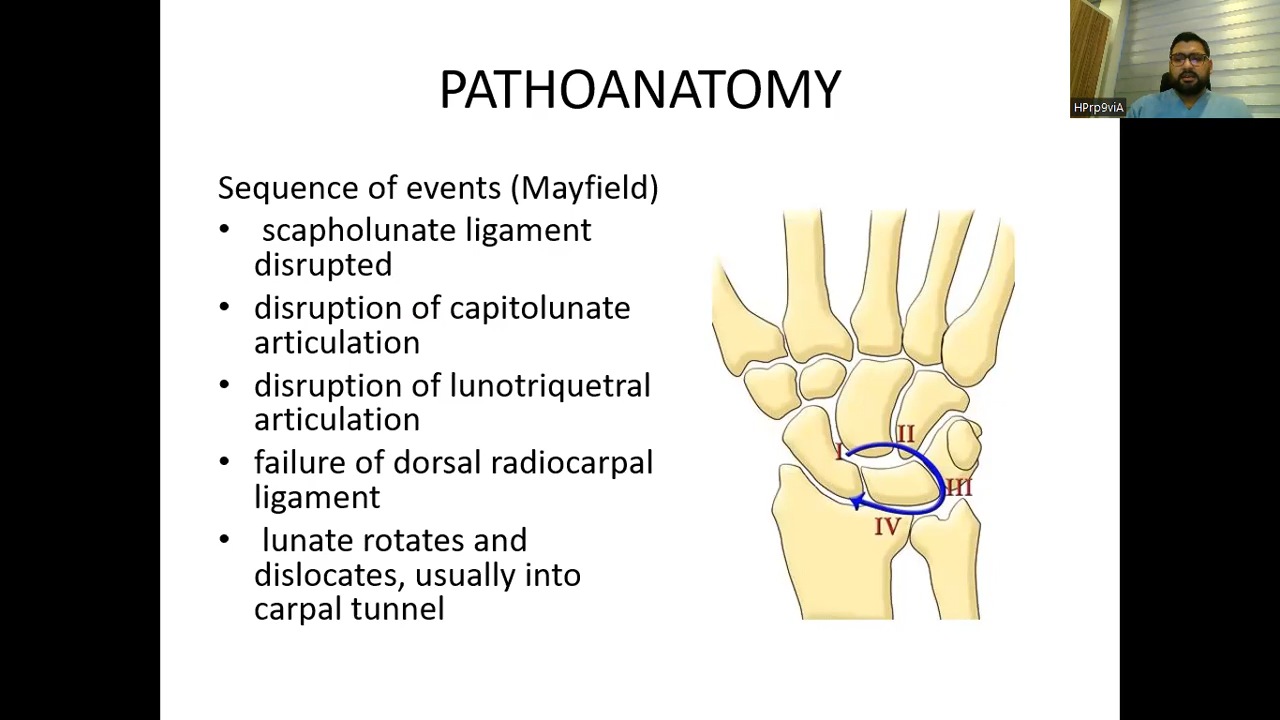 PATHOANATOMY
HPrp9viA
Sequence of events (Mayfield)
• scapholunate ligament
disrupted
• disruption of capitolunate
articulation
• disruption of lunotriquetral
articulation
• failure of dorsal radiocarpal
ligament
• lunate rotates and
dislocates, usually into
carpal tunnel
I
II
III
IV